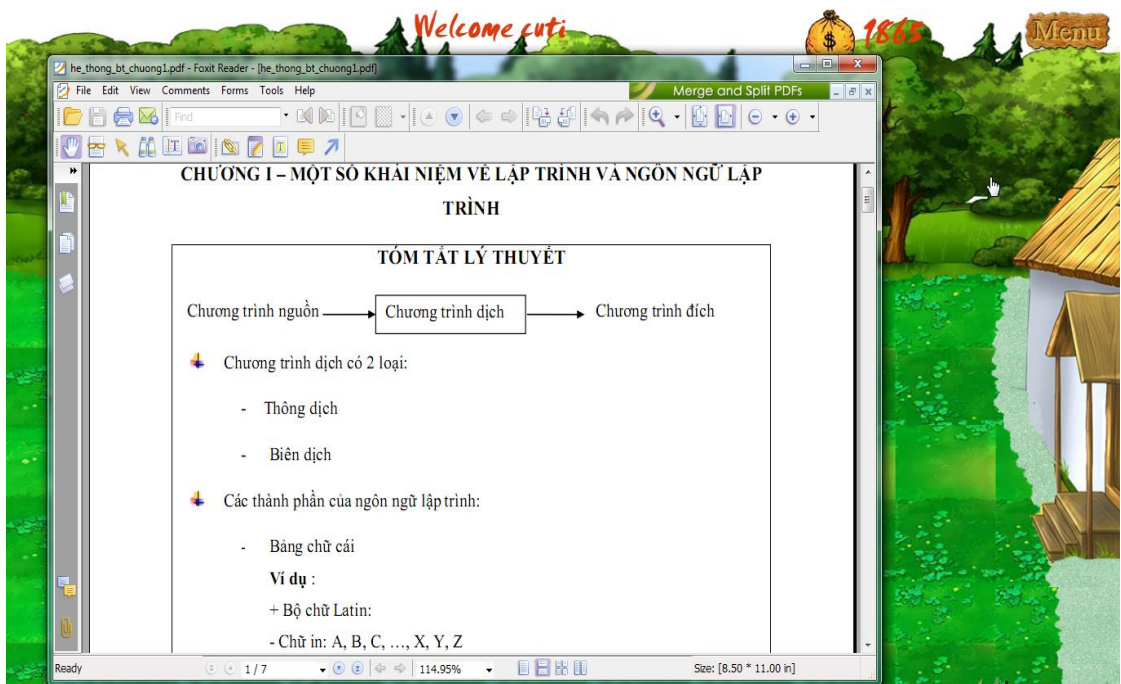 Welcome cuti
1865
Menu
he_thong_bt_chuong1.pdf - Foxit Reader - [he_thong_bt_chuong1.pdf]
File Edit View Comments Forms Tools Help
Merge and Split PDFs
Find
CHƯƠNG I – MỘT SỐ KHÁI NIỆM VỀ LẬP TRÌNH VÀ NGÔN NGỮ LẬP
TRÌNH
TÓM TẮT LÝ THUYẾT
Chương trình nguồn Chương trình dịch Chương trình đích
Chương trình dịch có 2 loại:
- Thông dịch
- Biên dịch
Các thành phần của ngôn ngữ lập trình:
- Bảng chữ cái
Ví dụ :
+ Bộ chữ Latin:
- Chữ in: A, B, C, …, X, Y, Z
Ready 1 / 7 114.95% Size: [8.50 * 11.00 in]